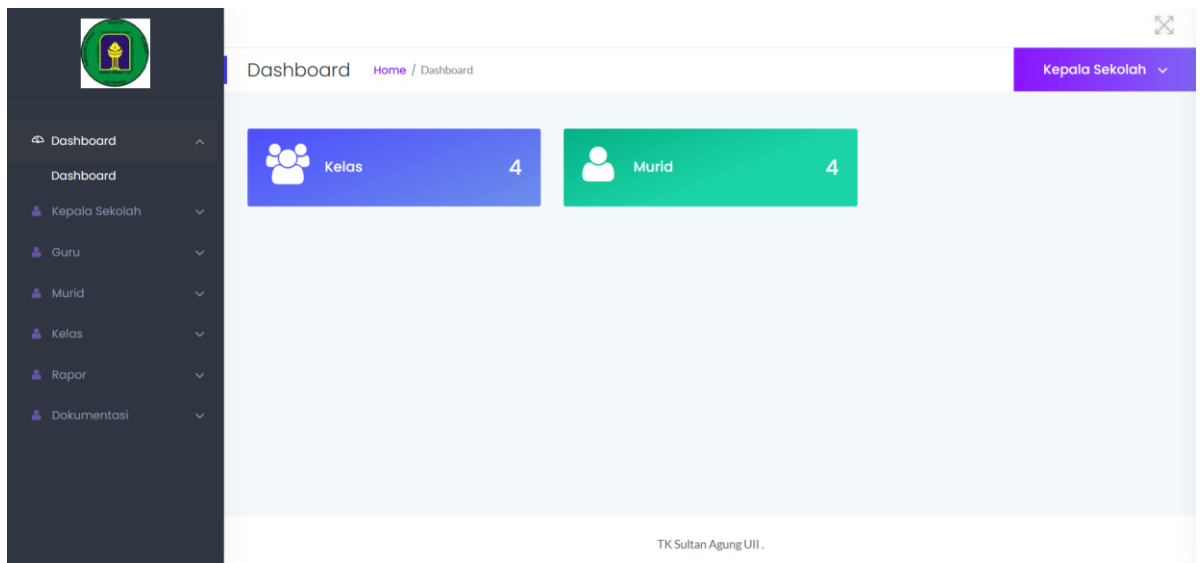 Dashboard
Dashboard
Kepala Sekolah
Guru
Murid
Kelas
Rapor
Dokumentasi
Dashboard Home / Dashboard
Kepala Sekolah
Kelas 4
Murid 4
TK Sultan Agung UII .